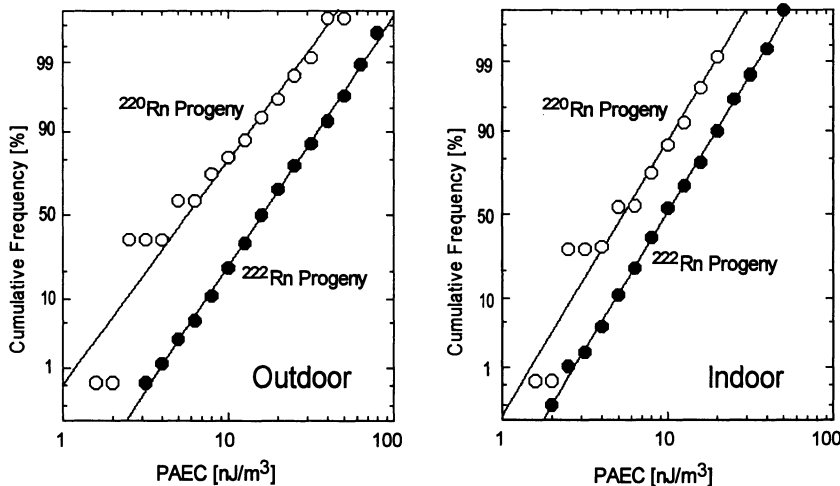 Cumulative Frequency [%]
99
90
50
10
1
²²⁰Rn Progeny
²²²Rn Progeny
Outdoor
1
10
100
PAEC [nJ/m³]
Cumulative Frequency [%]
99
90
50
10
1
²²⁰Rn Progeny
²²²Rn Progeny
Indoor
1
10
100
PAEC [nJ/m³]